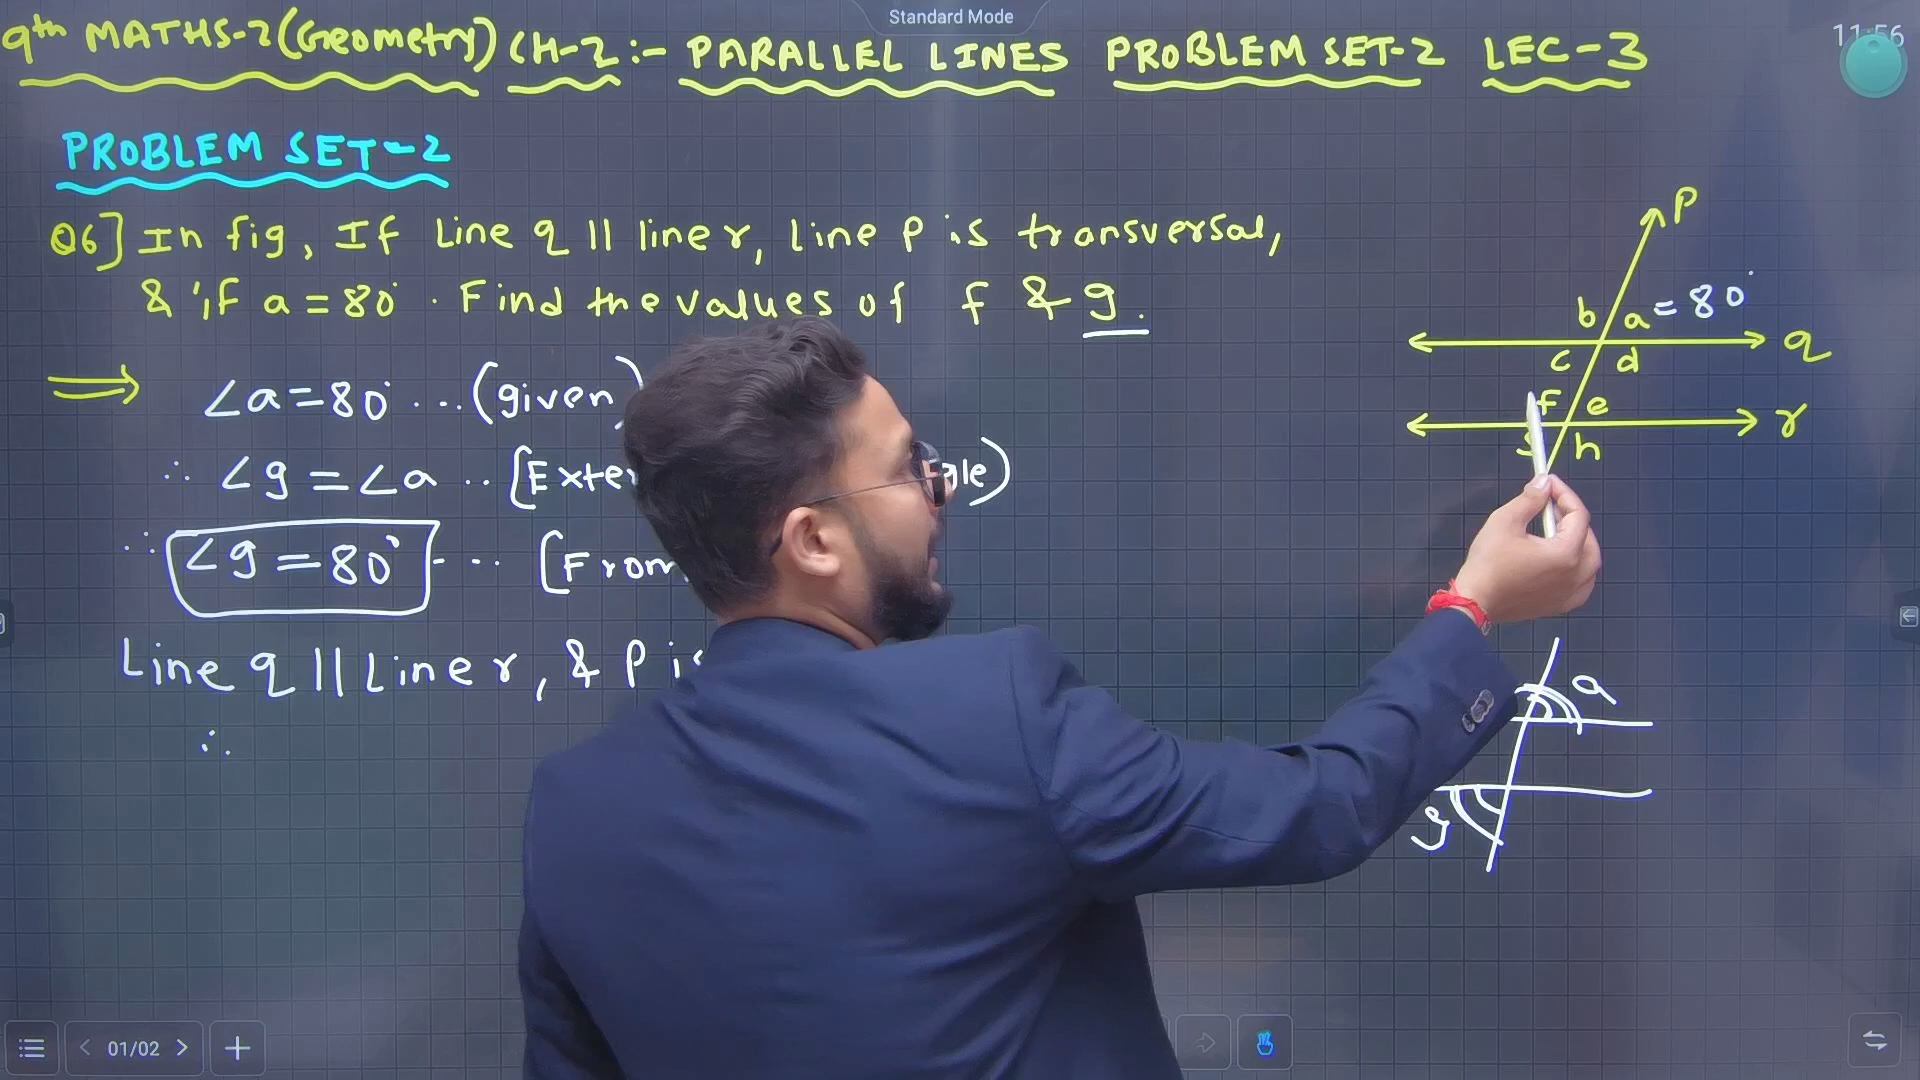 Standard Mode
11:56
9th MATHS-2(Geometry) CH-2:- PARALLEL LINES PROBLEM SET-2 LEC-3
PROBLEM SET-2
Q6] In fig, If Line q || line r, Line P is transversal,
& if a = 80°. Find the values of f & g.
∠a = 80° ... (given)
∴ ∠g = ∠a .. [Exte gle)
∴ ∠g = 80° ... [From
Line q || Line r, & P is
∴
P
b a = 80°
c d q
f e r
h
a
g
01/02